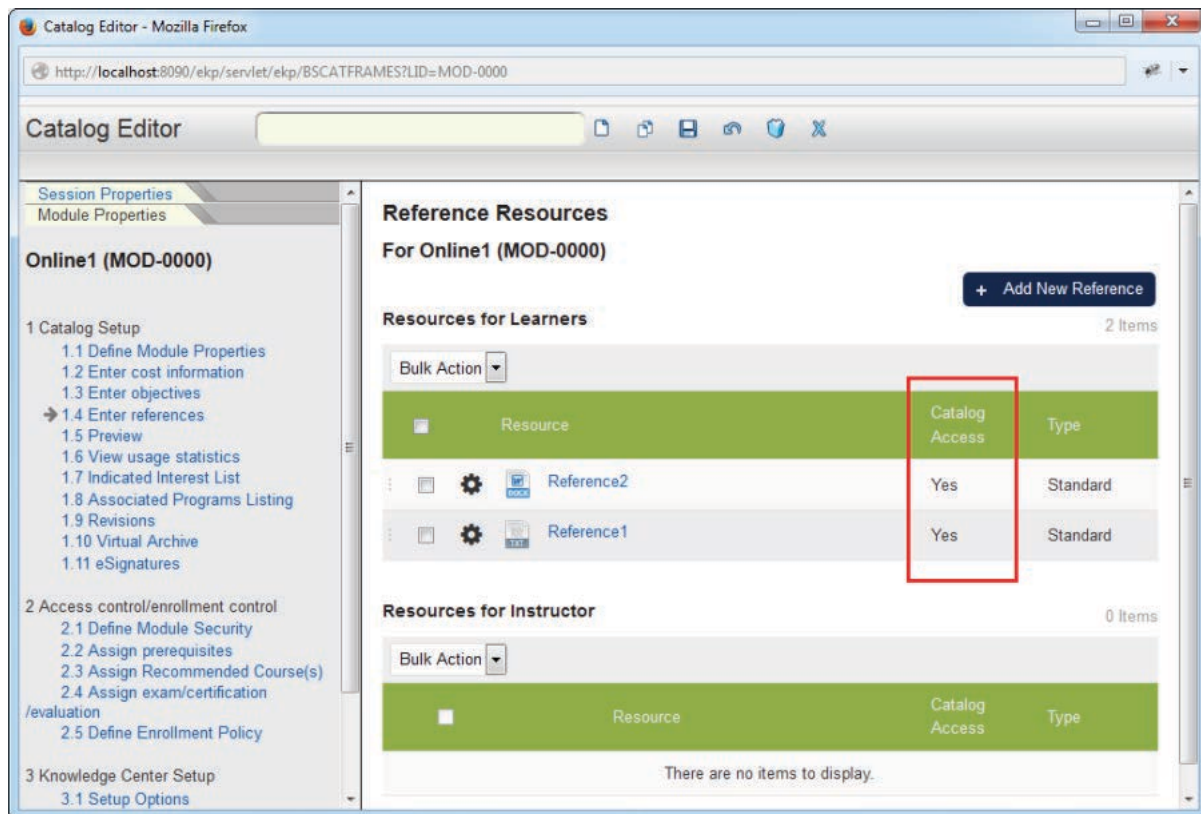 Catalog Editor - Mozilla Firefox
http://localhost:8090/ekp/servlet/ekp/BSCATFRAMES?LID=MOD-0000
Catalog Editor
Session Properties
Module Properties
Online1 (MOD-0000)
1 Catalog Setup
1.1 Define Module Properties
1.2 Enter cost information
1.3 Enter objectives
1.4 Enter references
1.5 Preview
1.6 View usage statistics
1.7 Indicated Interest List
1.8 Associated Programs Listing
1.9 Revisions
1.10 Virtual Archive
1.11 eSignatures
2 Access control/enrollment control
2.1 Define Module Security
2.2 Assign prerequisites
2.3 Assign Recommended Course(s)
2.4 Assign exam/certification
/evaluation
2.5 Define Enrollment Policy
3 Knowledge Center Setup
3.1 Setup Options
Reference Resources
For Online1 (MOD-0000)
+ Add New Reference
Resources for Learners
2 Items
Bulk Action
Resource
Catalog
Access
Type
DOCX
Reference2
Yes
Standard
TXT
Reference1
Yes
Standard
Resources for Instructor
0 Items
Bulk Action
Resource
Catalog
Access
Type
There are no items to display.